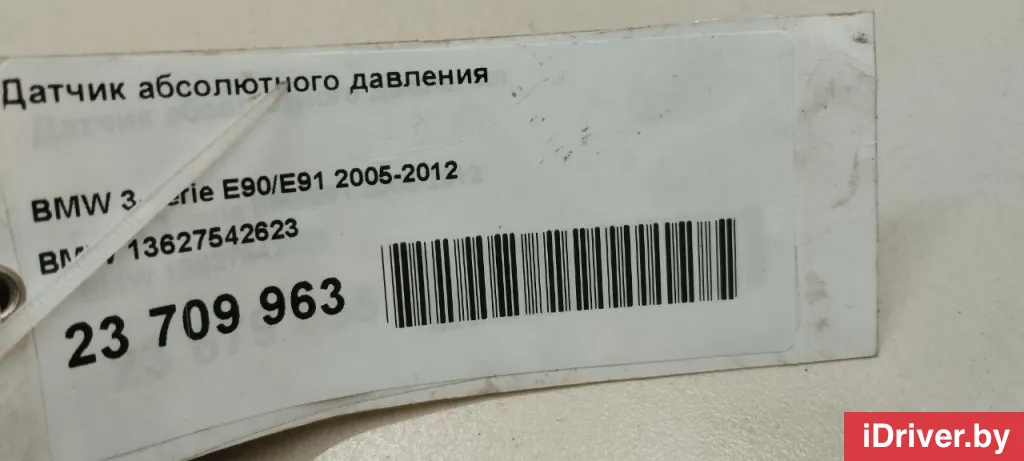 Датчик абсолютного давления
BMW 3-serie E90/E91 2005-2012
BMW 13627542623
23 709 963
iDriver.by